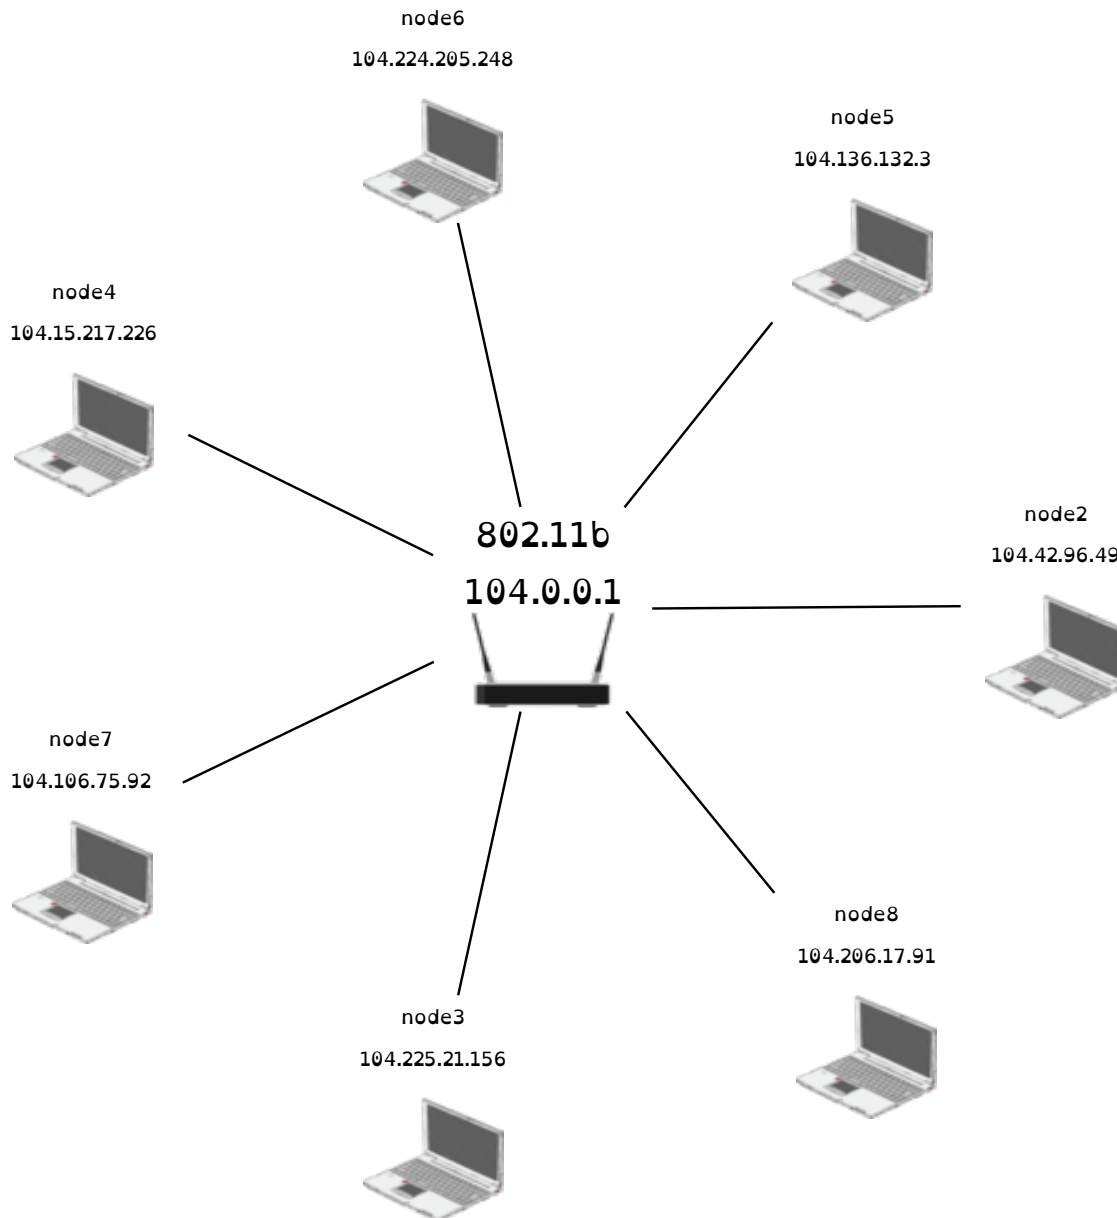 node6
104.224.205.248
node5
104.136.132.3
node4
104.15.217.226
802.11b
104.0.0.1
node2
104.42.96.49
node7
104.106.75.92
node8
104.206.17.91
node3
104.225.21.156